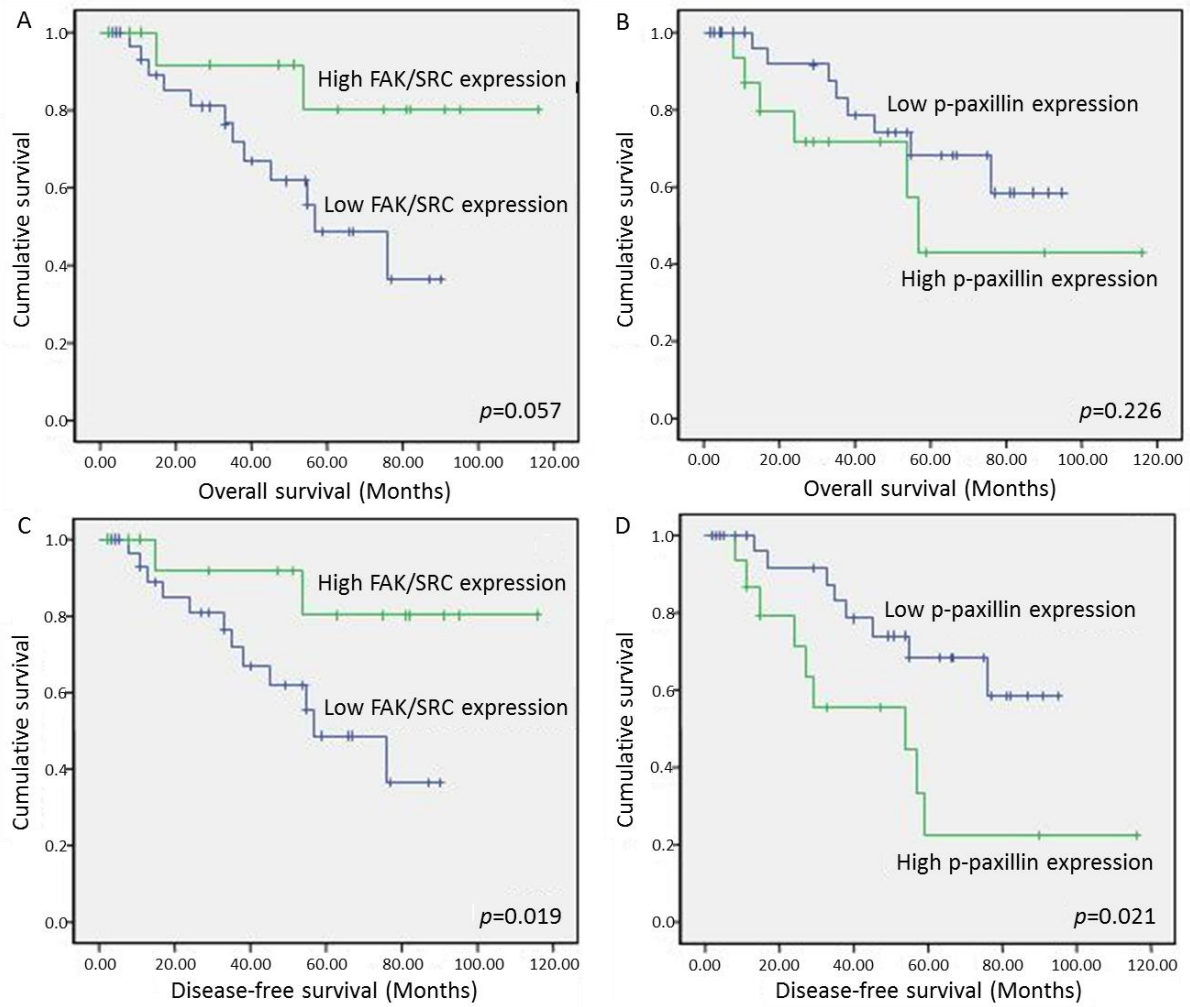 A
1.0
0.8
0.6
0.4
0.2
0.0
Cumulative survival
High FAK/SRC expression
Low FAK/SRC expression
p=0.057
0.00 20.00 40.00 60.00 80.00 100.00 120.00
Overall survival (Months)
B
1.0
0.8
0.6
0.4
0.2
0.0
Cumulative survival
Low p-paxillin expression
High p-paxillin expression
p=0.226
0.00 20.00 40.00 60.00 80.00 100.00 120.00
Overall survival (Months)
C
1.0
0.8
0.6
0.4
0.2
0.0
Cumulative survival
High FAK/SRC expression
Low FAK/SRC expression
p=0.019
0.00 20.00 40.00 60.00 80.00 100.00 120.00
Disease-free survival (Months)
D
1.0
0.8
0.6
0.4
0.2
0.0
Cumulative survival
Low p-paxillin expression
High p-paxillin expression
p=0.021
0.00 20.00 40.00 60.00 80.00 100.00 120.00
Disease-free survival (Months)